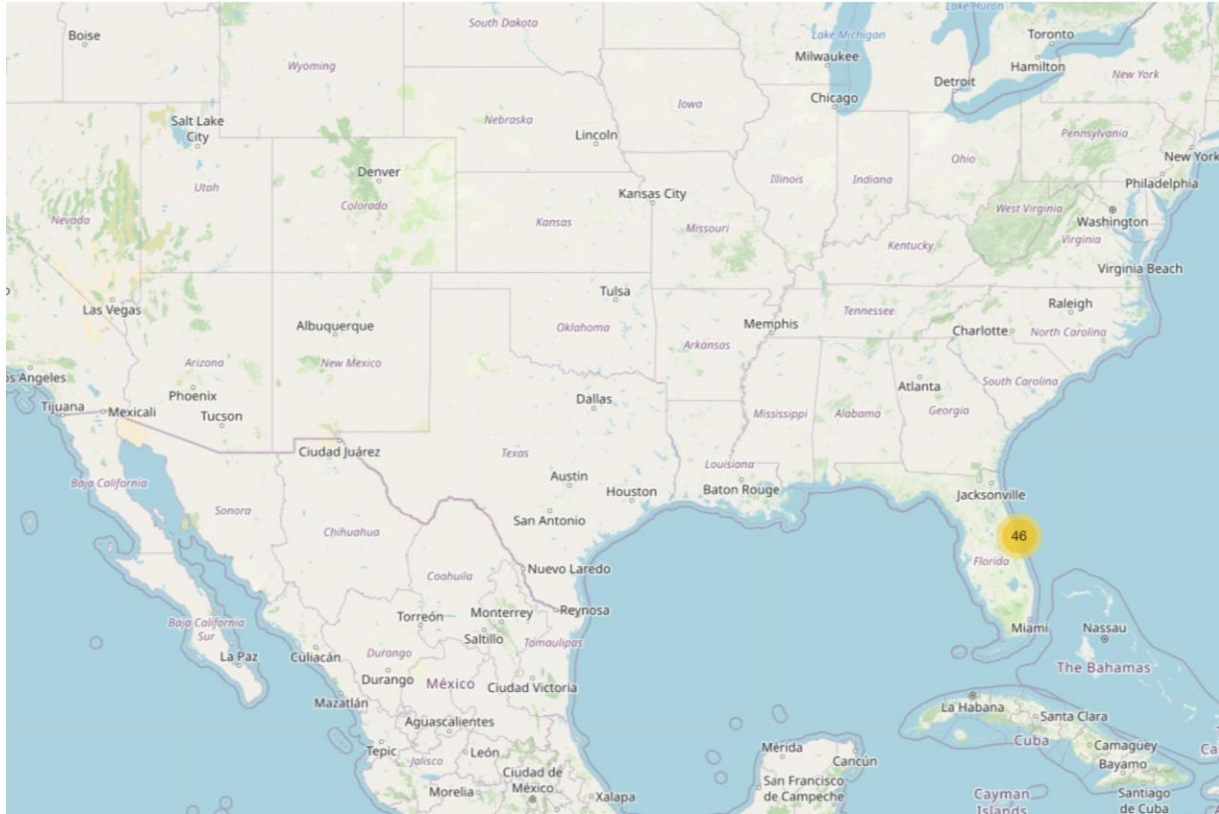 Lake Huron
South Dakota
Boise
Toronto
Lake Michigan
Milwaukee
Hamilton
Wyoming
New York
Detroit
Chicago
Iowa
Salt Lake
City
Nebraska
Lincoln
Pennsylvania
New York
Ohio
Denver
Illinois
Indiana
Philadelphia
Utah
Kansas City
Colorado
West Virginia
Nevada
Kansas
Missouri
Washington
Kentucky
Virginia
Virginia Beach
Tulsa
Las Vegas
Raleigh
Tennessee
Albuquerque
Oklahoma
Memphis
Charlotte
North Carolina
Arkansas
Arizona
New Mexico
os Angeles
South Carolina
Atlanta
Phoenix
Dallas
Tijuana
Mexicali
Tucson
Mississippi
Alabama
Georgia
Ciudad Juárez
Texas
Louisiana
Austin
Baja California
Houston
Baton Rouge
Jacksonville
Sonora
San Antonio
Chihuahua
46
Florida
Nuevo Laredo
Coahuila
Reynosa
Monterrey
Torreón
Baja California
Sur
Saltillo
Tamaulipas
Miami
Nassau
Durango
La Paz
Culiacán
The Bahamas
Durango
México
Ciudad Victoria
Mazatlán
La Habana
Santa Clara
Aguascalientes
Cuba
Camagüey
Ca
Tepic
León
Mérida
Jalisco
Cancún
Bayamo
Ciudad de
México
San Francisco
de Campeche
Morelia
Xalapa
Cayman
Islands
Santiago
de Cuba